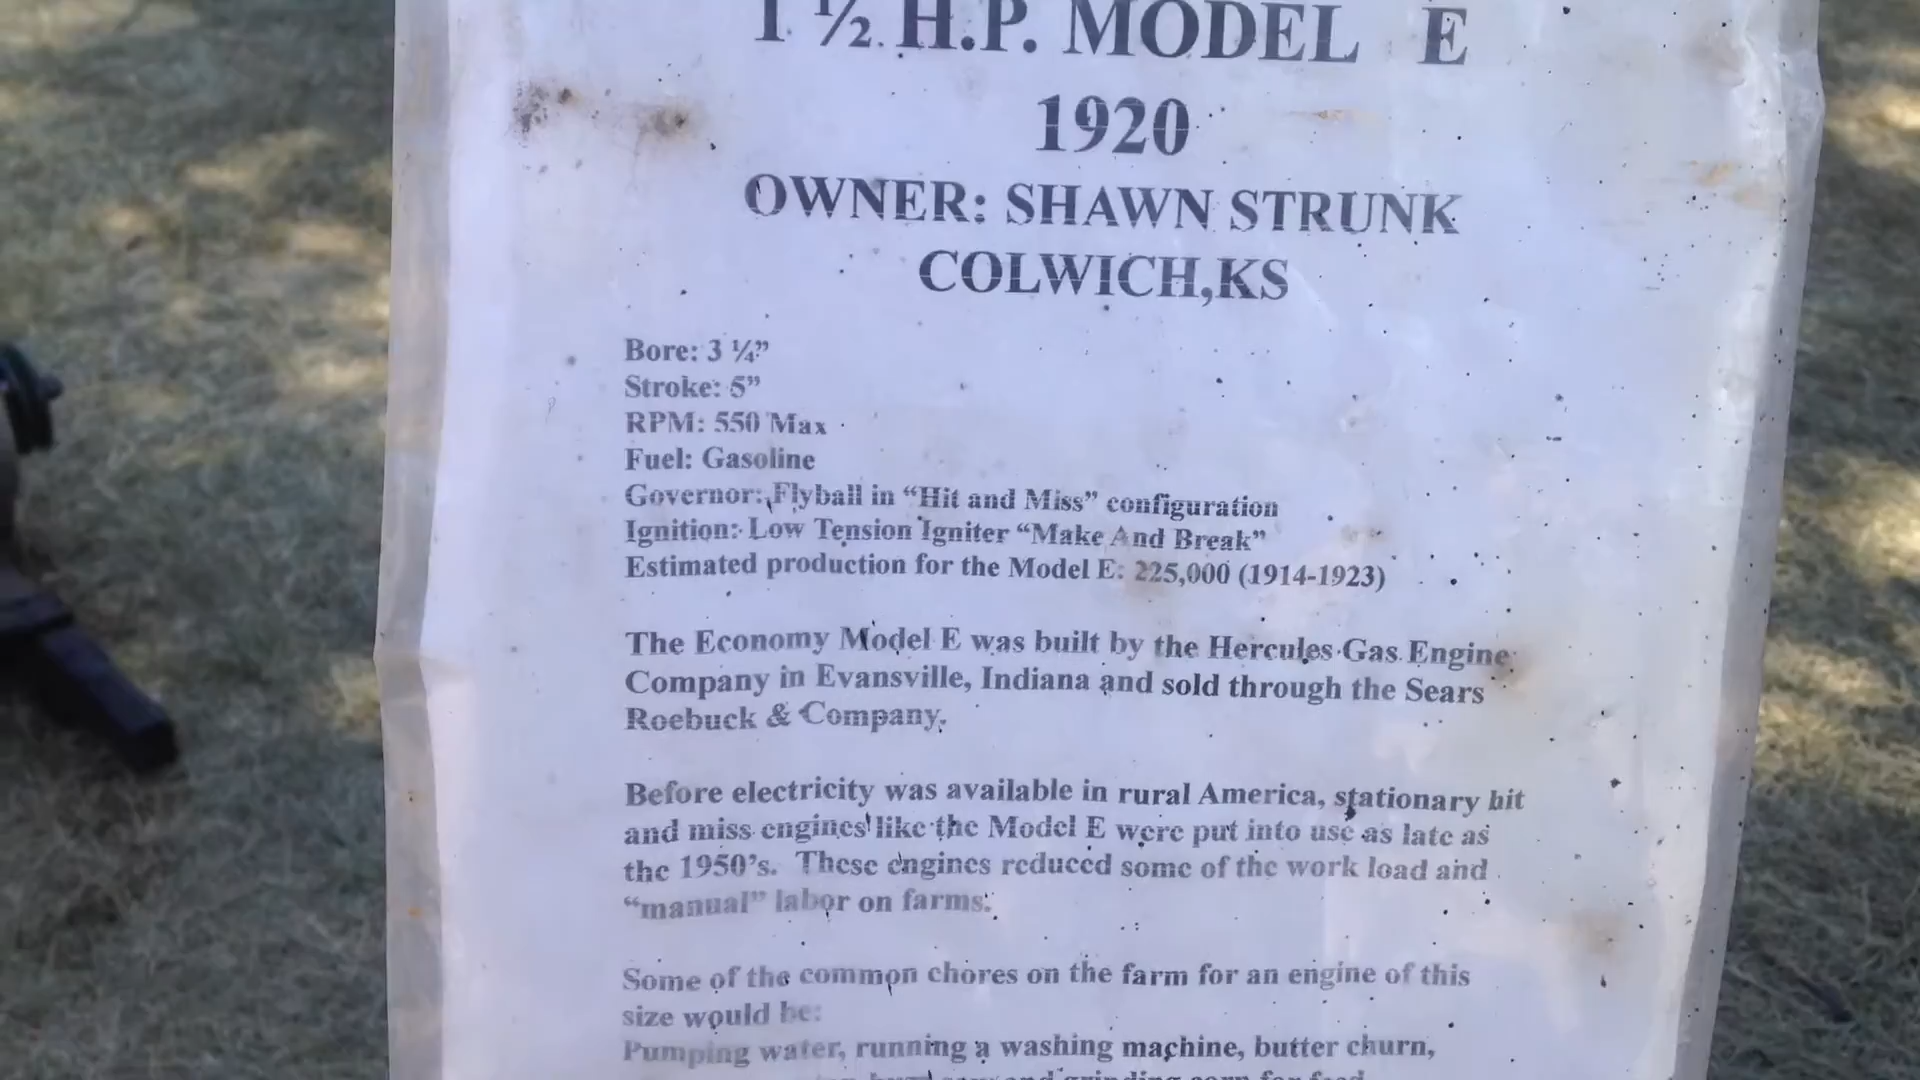 1 ½ H.P. MODEL E
1920
OWNER: SHAWN STRUNK
COLWICH,KS
Bore: 3 ¼”
Stroke: 5”
RPM: 550 Max
Fuel: Gasoline
Governor: Flyball in “Hit and Miss” configuration
Ignition: Low Tension Igniter “Make And Break”
Estimated production for the Model E: 225,000 (1914-1923)
The Economy Model E was built by the Hercules Gas Engine
Company in Evansville, Indiana and sold through the Sears
Roebuck & Company.
Before electricity was available in rural America, stationary hit
and miss engines like the Model E were put into use as late as
the 1950’s. These engines reduced some of the work load and
“manual” labor on farms.
Some of the common chores on the farm for an engine of this
size would be:
Pumping water, running a washing machine, butter churn,
and grinding corn for feed